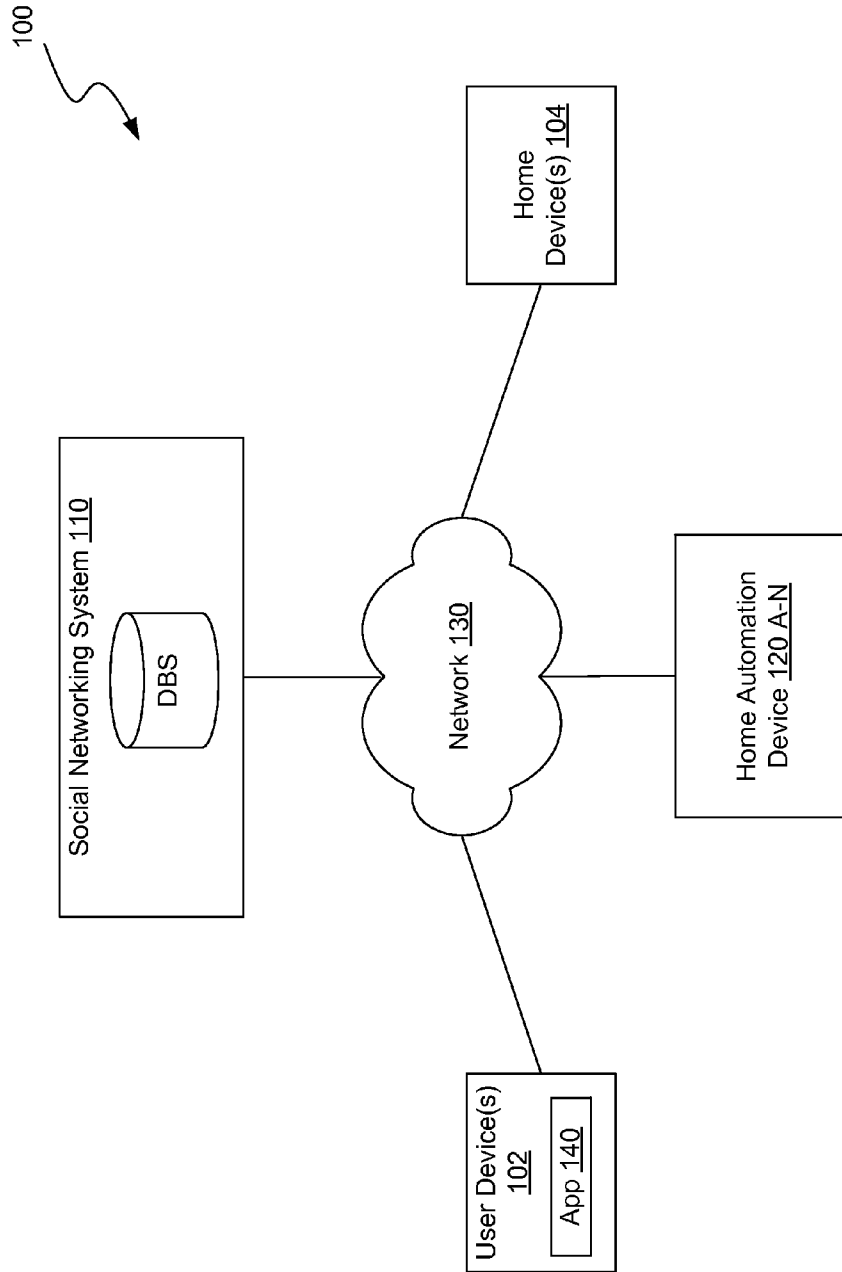 100
Social Networking System 110
DBS
Network 130
User Device(s)
102
App 140
Home
Device(s) 104
Home Automation
Device 120 A-N